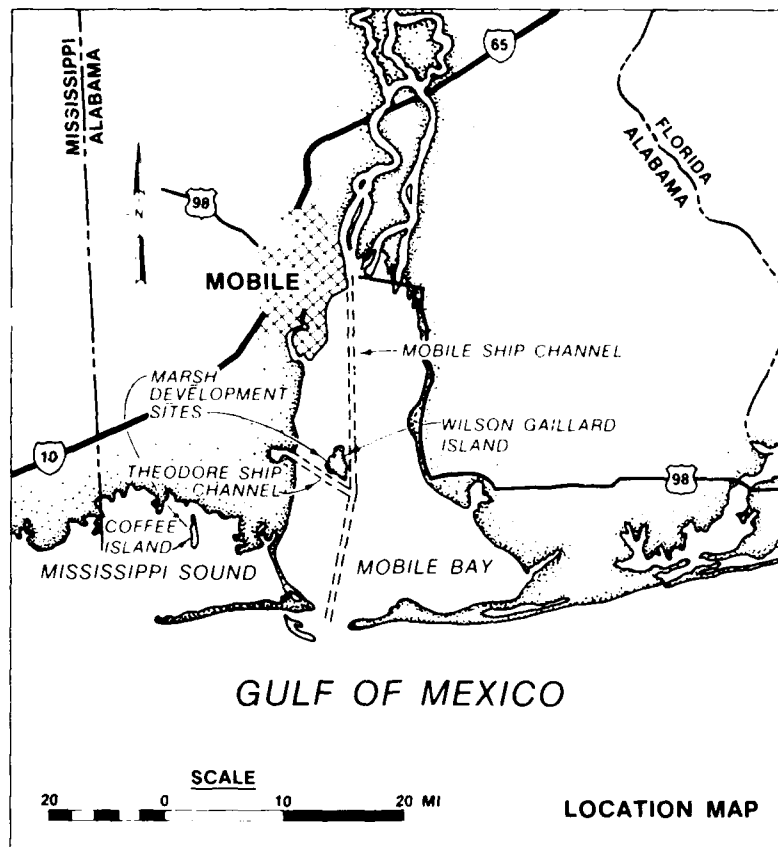 65
MISSISSIPPI
ALABAMA
FLORIDA
ALABAMA
98
N
MOBILE
MOBILE SHIP CHANNEL
MARSH
DEVELOPMENT
SITES
WILSON GAILLARD
ISLAND
10
THEODORE SHIP
CHANNEL
98
COFFEE
ISLAND
MISSISSIPPI SOUND
MOBILE BAY
GULF OF MEXICO
SCALE
20 0 10 20 MI
LOCATION MAP